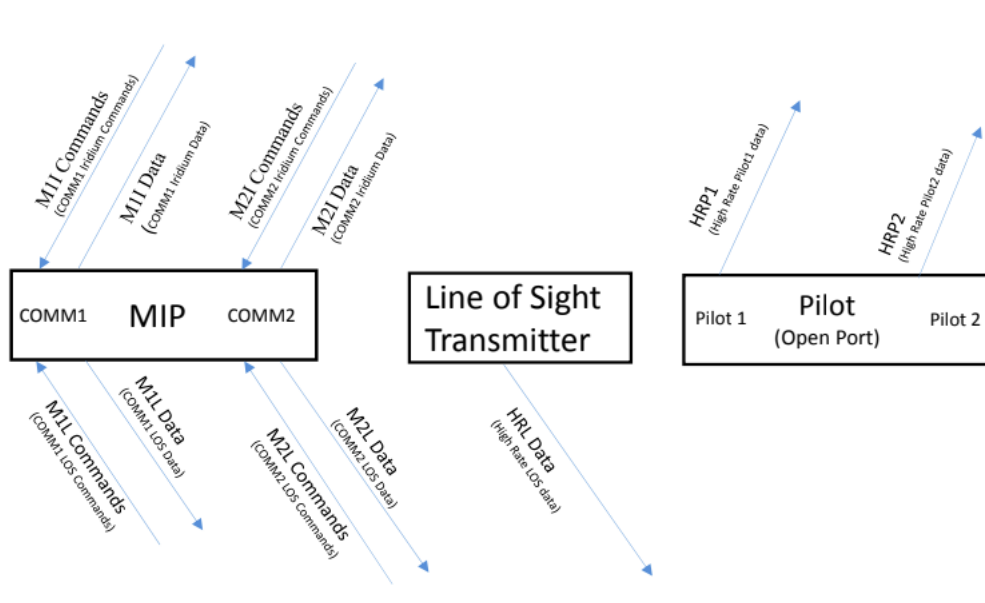 M1I Commands
(COMM1 Iridium Commands)
M1I Data
(COMM1 Iridium Data)
M2I Commands
(COMM2 Iridium Commands)
M2I Data
(COMM2 Iridium Data)
HRP1
(High Rate Pilot1 data)
HRP2
(High Rate Pilot2 data)
COMM1
MIP
COMM2
Line of Sight
Transmitter
Pilot 1
Pilot
(Open Port)
Pilot 2
M1L Commands
(COMM1 LOS Commands)
M1L Data
(COMM1 LOS Data)
M2L Commands
(COMM2 LOS Commands)
M2L Data
(COMM2 LOS Data)
HRL Data
(High Rate LOS data)